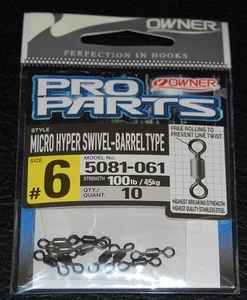 OWNER
PERFECTION IN HOOKS
PRO PARTS
OWNER
STYLE
MICRO HYPER SWIVEL-BARREL TYPE
SIZE
#6
MODEL No.
5081-061
STRENGTH 100lb / 45kg
QTY./
QUANT. 10
FREE ROLLING TO
PREVENT LINE TWIST
HIGHEST BREAKING STRENGTH
HIGHEST QUALITY STAINLESS STEEL